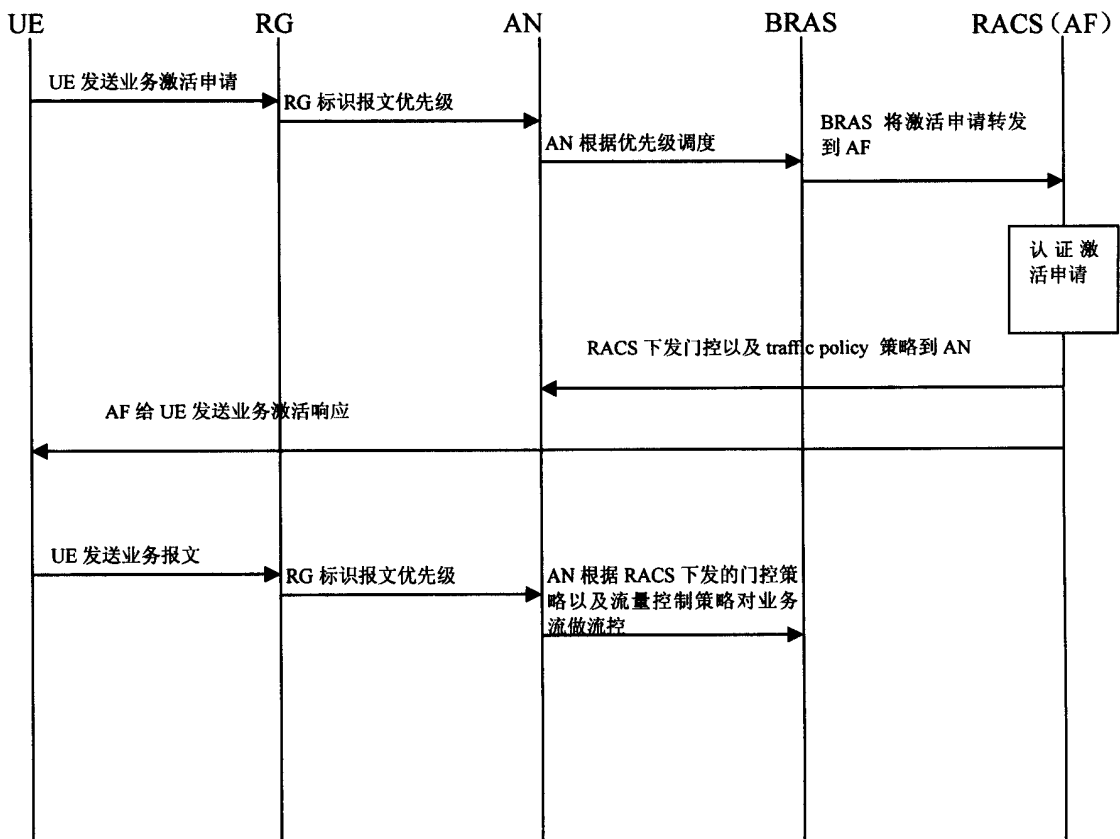 UE RG AN BRAS RACS（AF）
UE 发送业务激活申请
RG 标识报文优先级
AN 根据优先级调度
BRAS 将激活申请转发
到 AF
认 证 激
活申请
RACS 下发门控以及 traffic policy 策略到 AN
AF 给 UE 发送业务激活响应
UE 发送业务报文
RG 标识报文优先级
AN 根据 RACS 下发的门控策
略以及流量控制策略对业务
流做流控